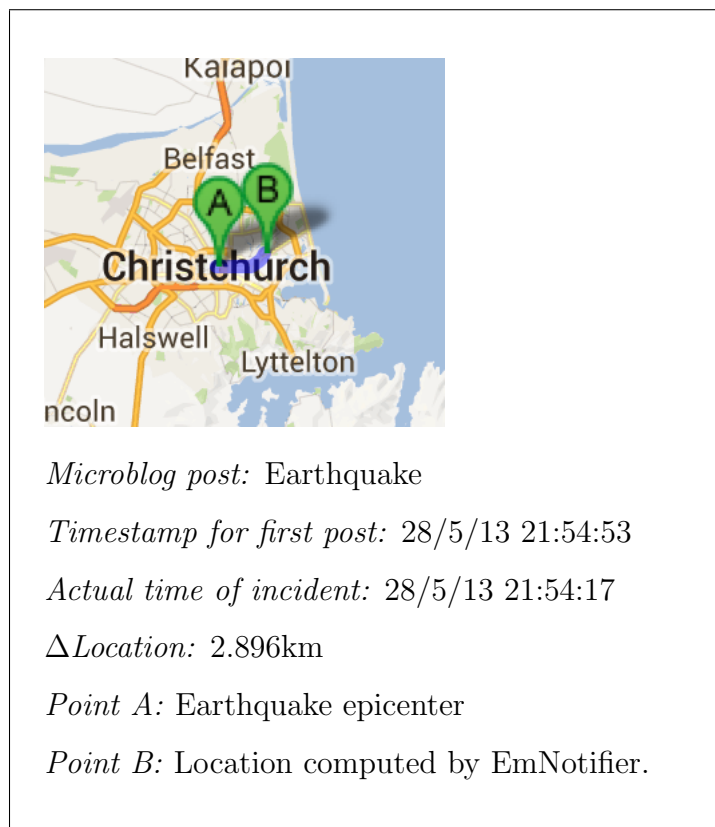 Kaiapoi
Belfast
A B
Christchurch
Halswell
Lyttelton
ncoln
Microblog post: Earthquake
Timestamp for first post: 28/5/13 21:54:53
Actual time of incident: 28/5/13 21:54:17
ΔLocation: 2.896km
Point A: Earthquake epicenter
Point B: Location computed by EmNotifier.